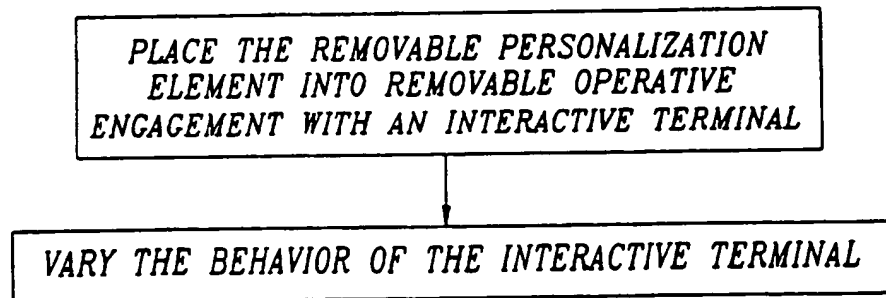 PLACE THE REMOVABLE PERSONALIZATION
ELEMENT INTO REMOVABLE OPERATIVE
ENGAGEMENT WITH AN INTERACTIVE TERMINAL
VARY THE BEHAVIOR OF THE INTERACTIVE TERMINAL